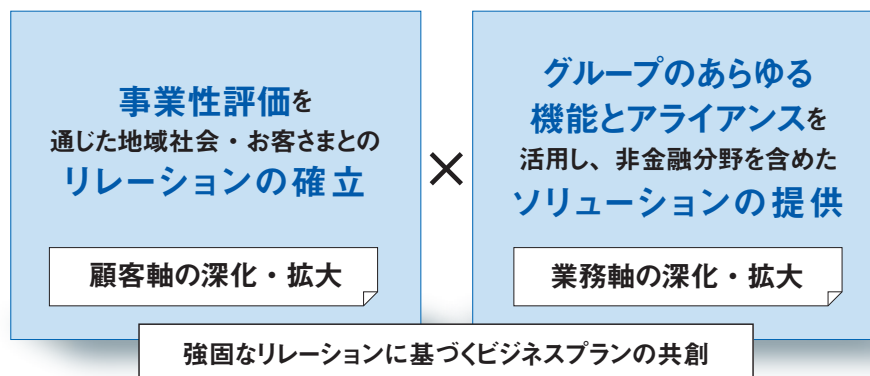 事業性評価を
通じた地域社会・お客さまとの
リレーションの確立
顧客軸の深化・拡大
×
グループのあらゆる
機能とアライアンスを
活用し、非金融分野を含めた
ソリューションの提供
業務軸の深化・拡大
強固なリレーションに基づくビジネスプランの共創